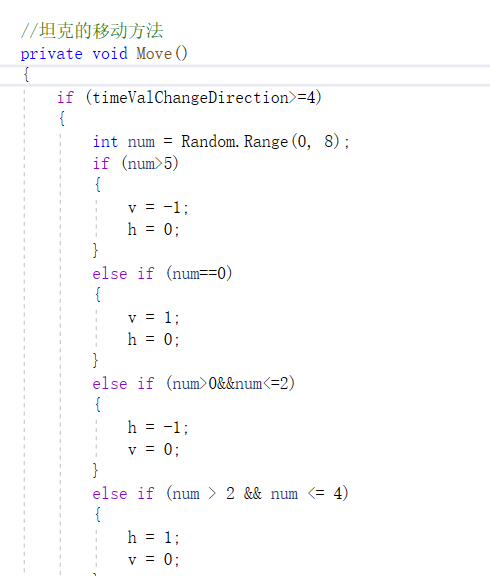 //坦克的移动方法
private void Move()
{
if (timeValChangeDirection>=4)
{
int num = Random.Range(0, 8);
if (num>5)
{
v = -1;
h = 0;
}
else if (num==0)
{
v = 1;
h = 0;
}
else if (num>0&&num<=2)
{
h = -1;
v = 0;
}
else if (num > 2 && num <= 4)
{
h = 1;
v = 0;